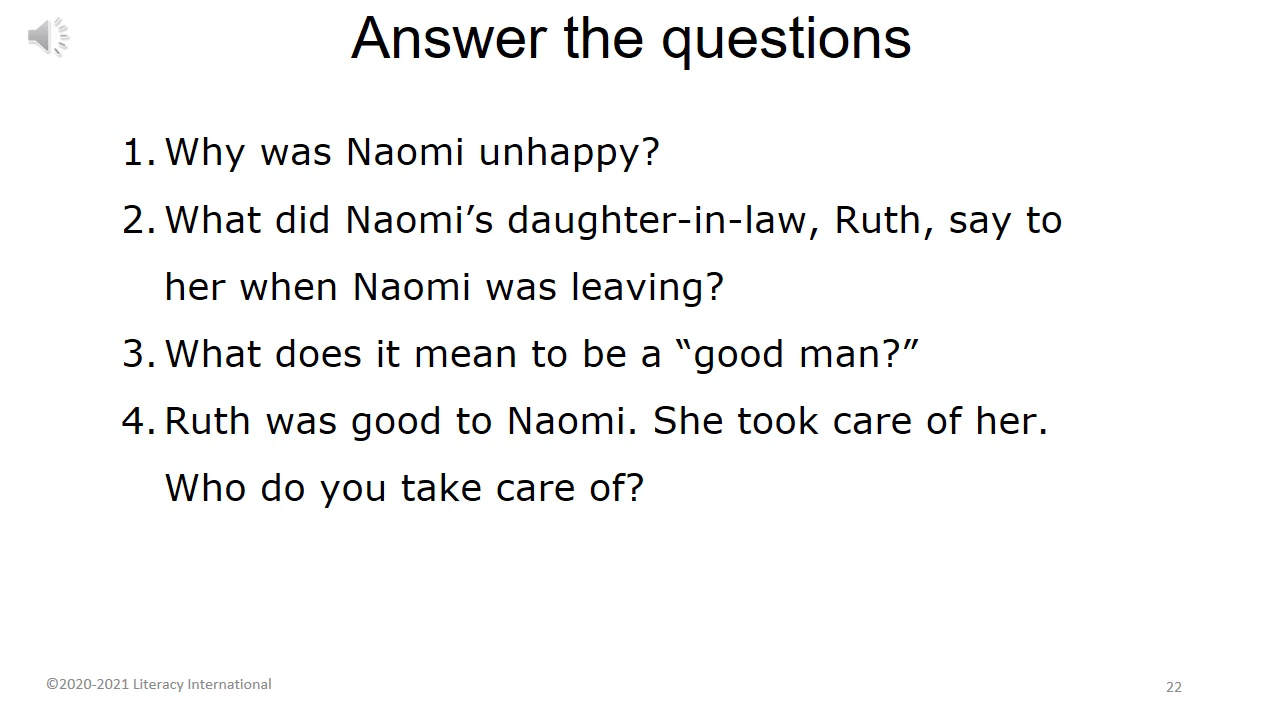 Answer the questions
1. Why was Naomi unhappy?
2. What did Naomi’s daughter-in-law, Ruth, say to
her when Naomi was leaving?
3. What does it mean to be a “good man?”
4. Ruth was good to Naomi. She took care of her.
Who do you take care of?
©2020-2021 Literacy International
22